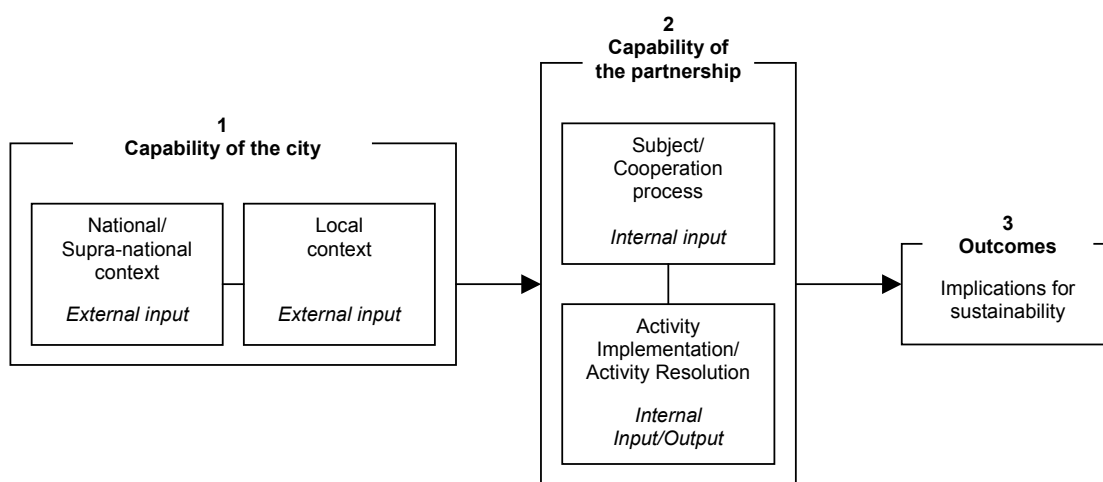 1
Capability of the city
National/
Supra-national
context
External input
Local
context
External input
2
Capability of
the partnership
Subject/
Cooperation
process
Internal input
Activity
Implementation/
Activity Resolution
Internal
Input/Output
3
Outcomes
Implications for
sustainability